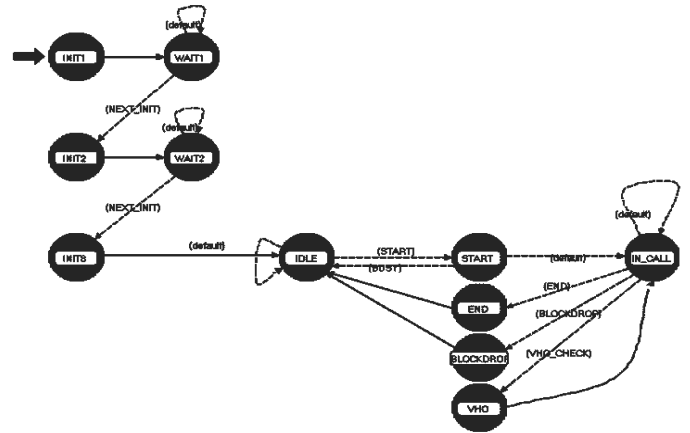 (default)
INIT1
WAIT1
(NEXT_INIT)
(default)
INIT2
WAIT2
(NEXT_INIT)
(default)
(default)
(START)
INIT3
IDLE
START
(default)
IN_CALL
(BUSY)
(END)
END
(BLOCKDROP)
(VHO_CHECK)
BLOCKDROP
VHO